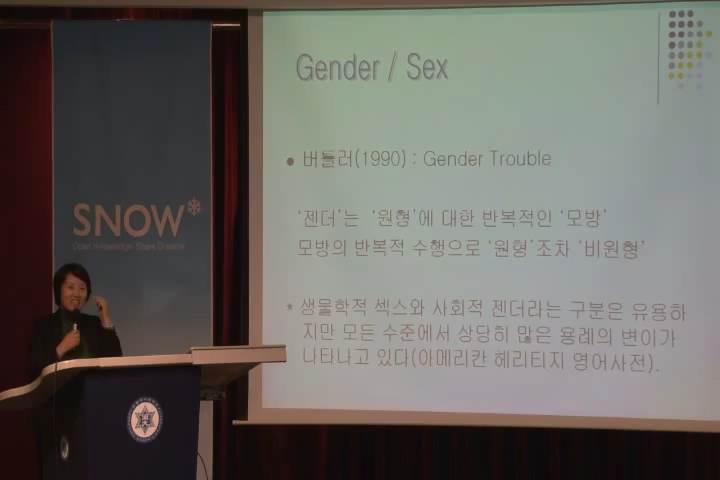 Gender / Sex
• 버틀러(1990) : Gender Trouble
‘젠더’는 ‘원형’에 대한 반복적인 ‘모방’
모방의 반복적 수행으로 ‘원형’조차 ‘비원형’
* 생물학적 섹스와 사회적 젠더라는 구분은 유용하
지만 모든 수준에서 상당히 많은 용례의 변이가
나타나고 있다(아메리칸 헤리티지 영어사전).
SNOW
Open Knowledge Share Dreams